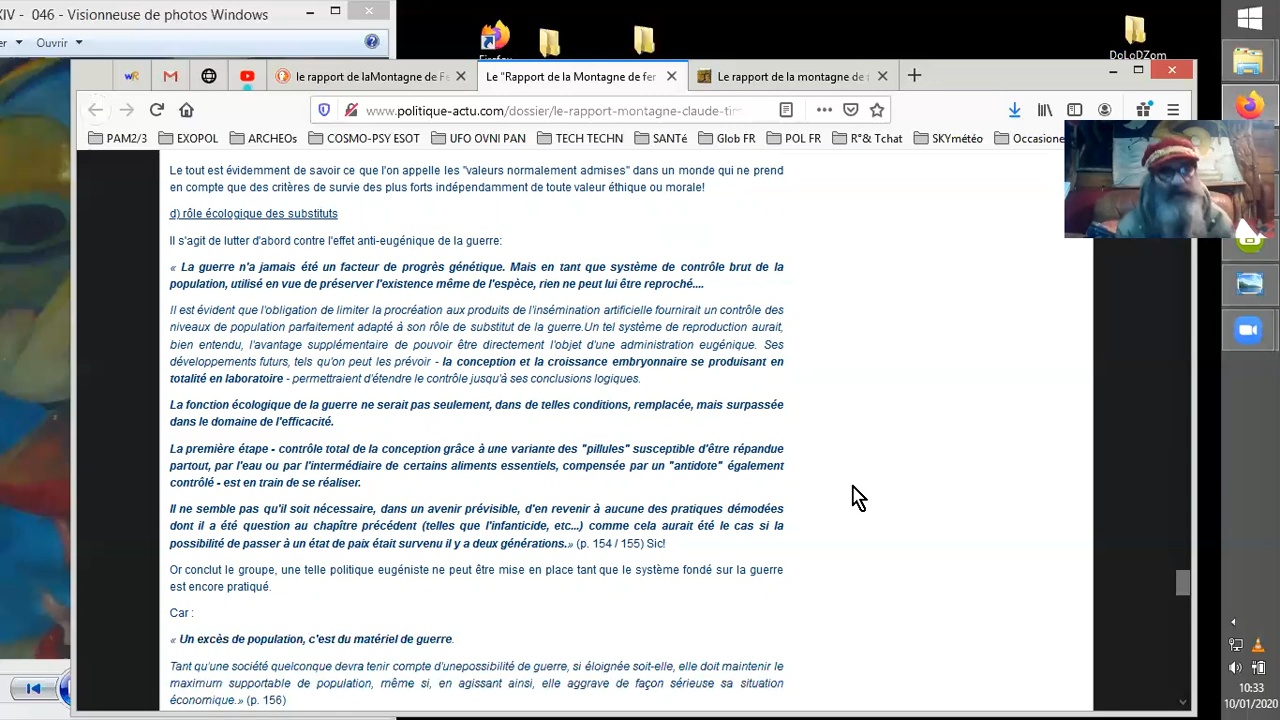 XIV - 046 - Visionneuse de photos Windows
Ouvrir
Firefox
DoLoDZom
le rapport de laMontagne de Fe
Le "Rapport de la Montagne de fer
Le rapport de la montagne de
www.politique-actu.com/dossier/le-rapport-montagne-claude-tim
PAM2/3
EXOPOL
ARCHEOs
COSMO PSY ESOT
UFO OVNI PAN
TECH TECHN
SANTé
Glob FR
POL FR
R°& Tchat
SKYmétéo
Occasione
Le tout est évidemment de savoir ce que l'on appelle les "valeurs normalement admises" dans un monde qui ne prend
en compte que des critères de survie des plus forts indépendamment de toute valeur éthique ou morale!
d) rôle écologique des substituts
Il s'agit de lutter d'abord contre l'effet anti-eugénique de la guerre:
« La guerre n'a jamais été un facteur de progrès génétique. Mais en tant que système de contrôle brut de la
population, utilisé en vue de préserver l'existence même de l'espèce, rien ne peut lui être reproché....
Il est évident que l'obligation de limiter la procréation aux produits de l'insémination artificielle fournirait un contrôle des
niveaux de population parfaitement adapté à son rôle de substitut de la guerre.Un tel système de reproduction aurait,
bien entendu, l'avantage supplémentaire de pouvoir être directement l'objet d'une administration eugénique. Ses
développements futurs, tels qu'on peut les prévoir - la conception et la croissance embryonnaire se produisant en
totalité en laboratoire - permettraient d'étendre le contrôle jusqu'à ses conclusions logiques.
La fonction écologique de la guerre ne serait pas seulement, dans de telles conditions, remplacée, mais surpassée
dans le domaine de l'efficacité.
La première étape - contrôle total de la conception grâce à une variante des "pillules" susceptible d'être répandue
partout, par l'eau ou par l'intermédiaire de certains aliments essentiels, compensée par un "antidote" également
contrôlé - est en train de se réaliser.
Il ne semble pas qu'il soit nécessaire, dans un avenir prévisible, d'en revenir à aucune des pratiques démodées
dont il a été question au chapître précédent (telles que l'infanticide, etc...) comme cela aurait été le cas si la
possibilité de passer à un état de paix était survenu il y a deux générations.» (p. 154 / 155) Sic!
Or conclut le groupe, une telle politique eugéniste ne peut être mise en place tant que le système fondé sur la guerre
est encore pratiqué.
Car :
« Un excès de population, c'est du matériel de guerre.
Tant qu'une société quelconque devra tenir compte d'unepossibilité de guerre, si éloignée soit-elle, elle doit maintenir le
maximum supportable de population, même si, en agissant ainsi, elle aggrave de façon sérieuse sa situation
économique.» (p. 156)
10:33
10/01/2020